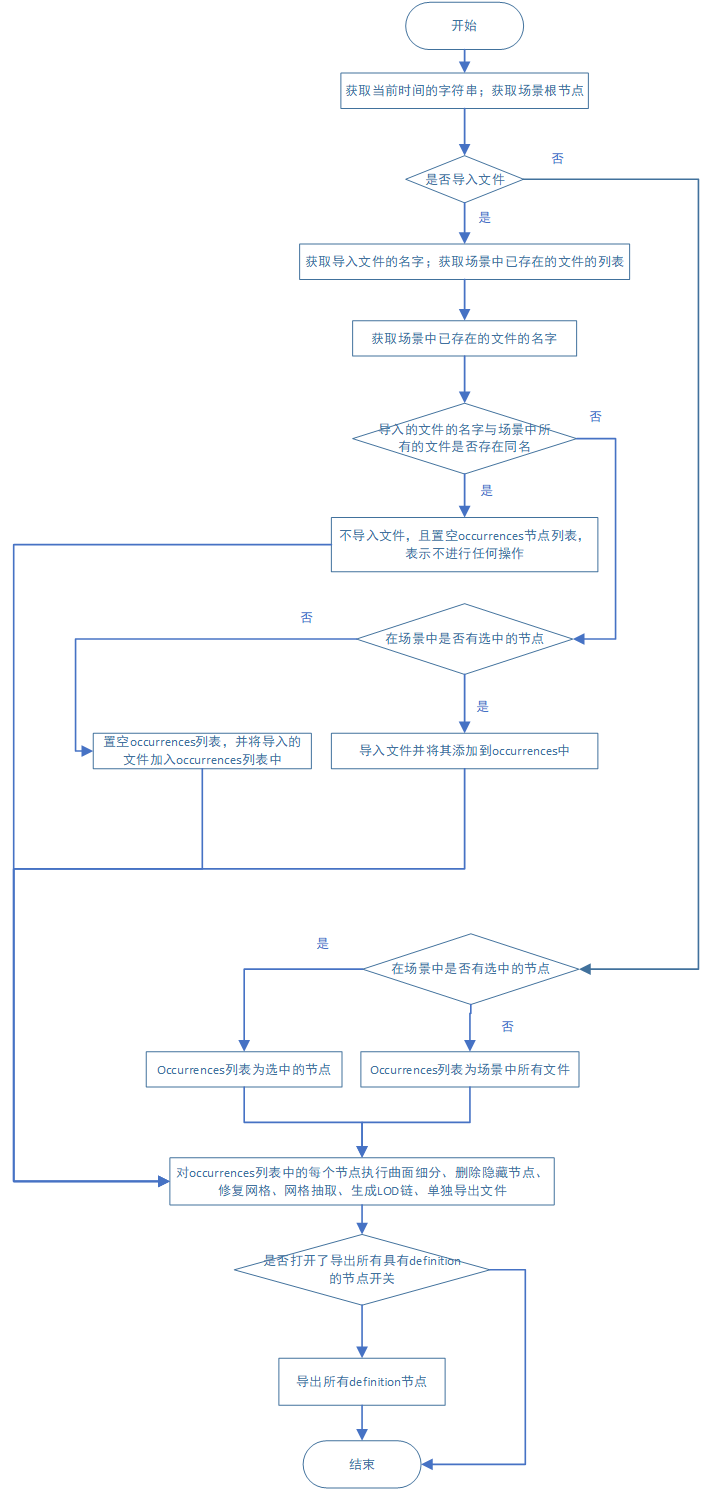 开始
获取当前时间的字符串；获取场景根节点
否
是否导入文件
是
获取导入文件的名字；获取场景中已存在的文件的列表
获取场景中已存在的文件的名字
否
导入的文件的名字与场景中所
有的文件是否存在同名
是
不导入文件，且置空occurrences节点列表，
表示不进行任何操作
否
在场景中是否有选中的节点
是
置空occurrences列表，并将导入的
文件加入occurrences列表中
导入文件并将其添加到occurrences中
是
在场景中是否有选中的节点
否
Occurrences列表为选中的节点
Occurrences列表为场景中所有文件
对occurrences列表中的每个节点执行曲面细分、删除隐藏节点、
修复网格、网格抽取、生成LOD链、单独导出文件
是否打开了导出所有具有definition
的节点开关
导出所有definition节点
结束